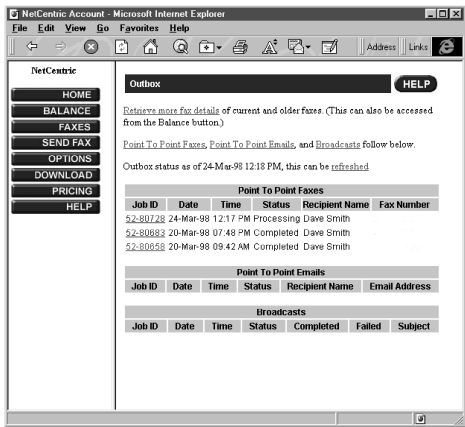 NetCentric Account - Microsoft Internet Explorer
File Edit View Go Favorites Help
Address Links
NetCentric
HOME
BALANCE
FAXES
SEND FAX
OPTIONS
DOWNLOAD
PRICING
HELP
Outbox HELP
Retrieve more fax details of current and older faxes. (This can also be accessed
from the Balance button.)
Point To Point Faxes, Point To Point Emails, and Broadcasts follow below.
Outbox status as of 24-Mar-98 12:18 PM, this can be refreshed
Point To Point Faxes
Job ID Date Time Status Recipient Name Fax Number
52-80728 24-Mar-98 12:17 PM Processing Dave Smith
52-80683 20-Mar-98 07:48 PM Completed Dave Smith
52-80658 20-Mar-98 09:42 AM Completed Dave Smith
Point To Point Emails
Job ID Date Time Status Recipient Name Email Address
Broadcasts
Job ID Date Time Status Completed Failed Subject